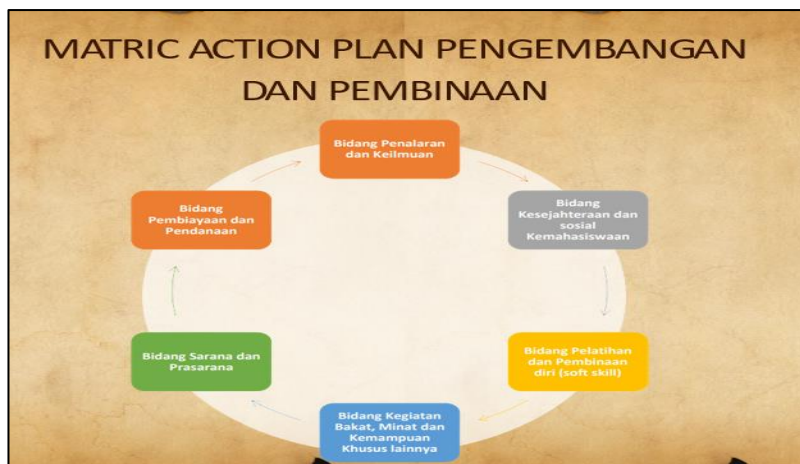 MATRIC ACTION PLAN PENGEMBANGAN
DAN PEMBINAAN
Bidang Penalaran
dan Keilmuan
Bidang
Kesejahteraan dan
sosial
Kemahasiswaan
Bidang Pelatihan
dan Pembinaan
diri (soft skill)
Bidang Kegiatan
Bakat, Minat dan
Kemampuan
Khusus lainnya
Bidang Sarana dan
Prasarana
Bidang
Pembiayaan dan
Pendanaan